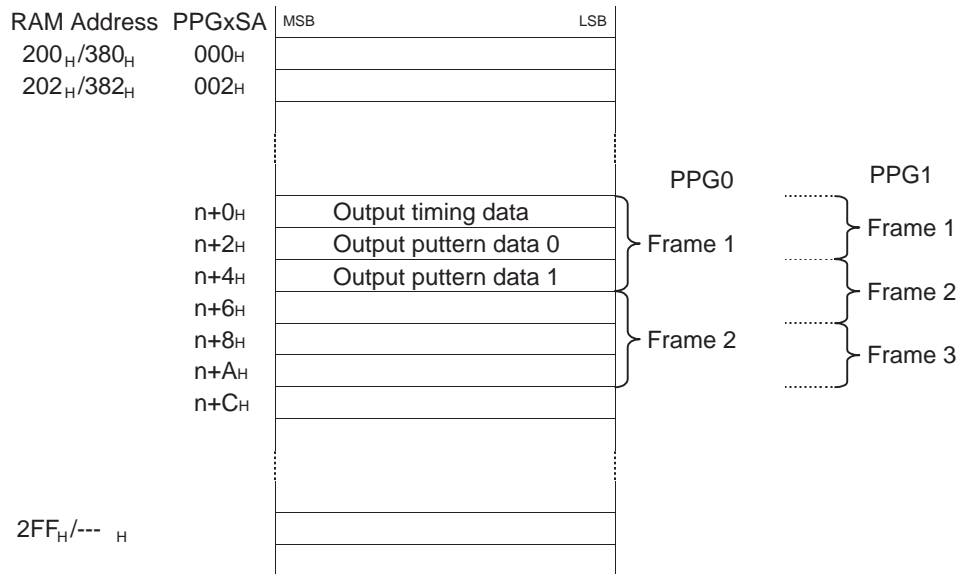 RAM Address PPGxSA MSB LSB
200H/380H 000H
202H/382H 002H
PPG0 PPG1
n+0H Output timing data
Frame 1
n+2H Output puttern data 0 Frame 1
n+4H Output puttern data 1
Frame 2
n+6H
n+8H Frame 2
Frame 3
n+AH
n+CH
2FFH/--- H